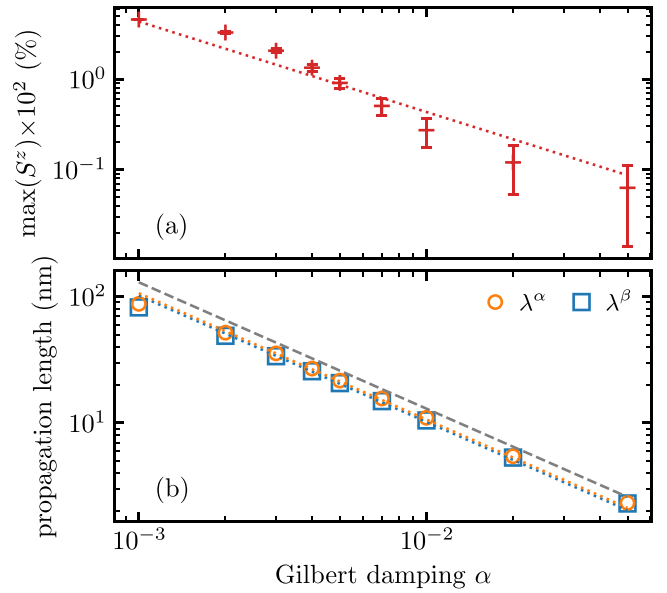 max(S^z)×10^2 (%)
10^0
10^-1
(a)
propagation length (nm)
10^2
10^1
λ^α
λ^β
(b)
10^-3
10^-2
Gilbert damping α